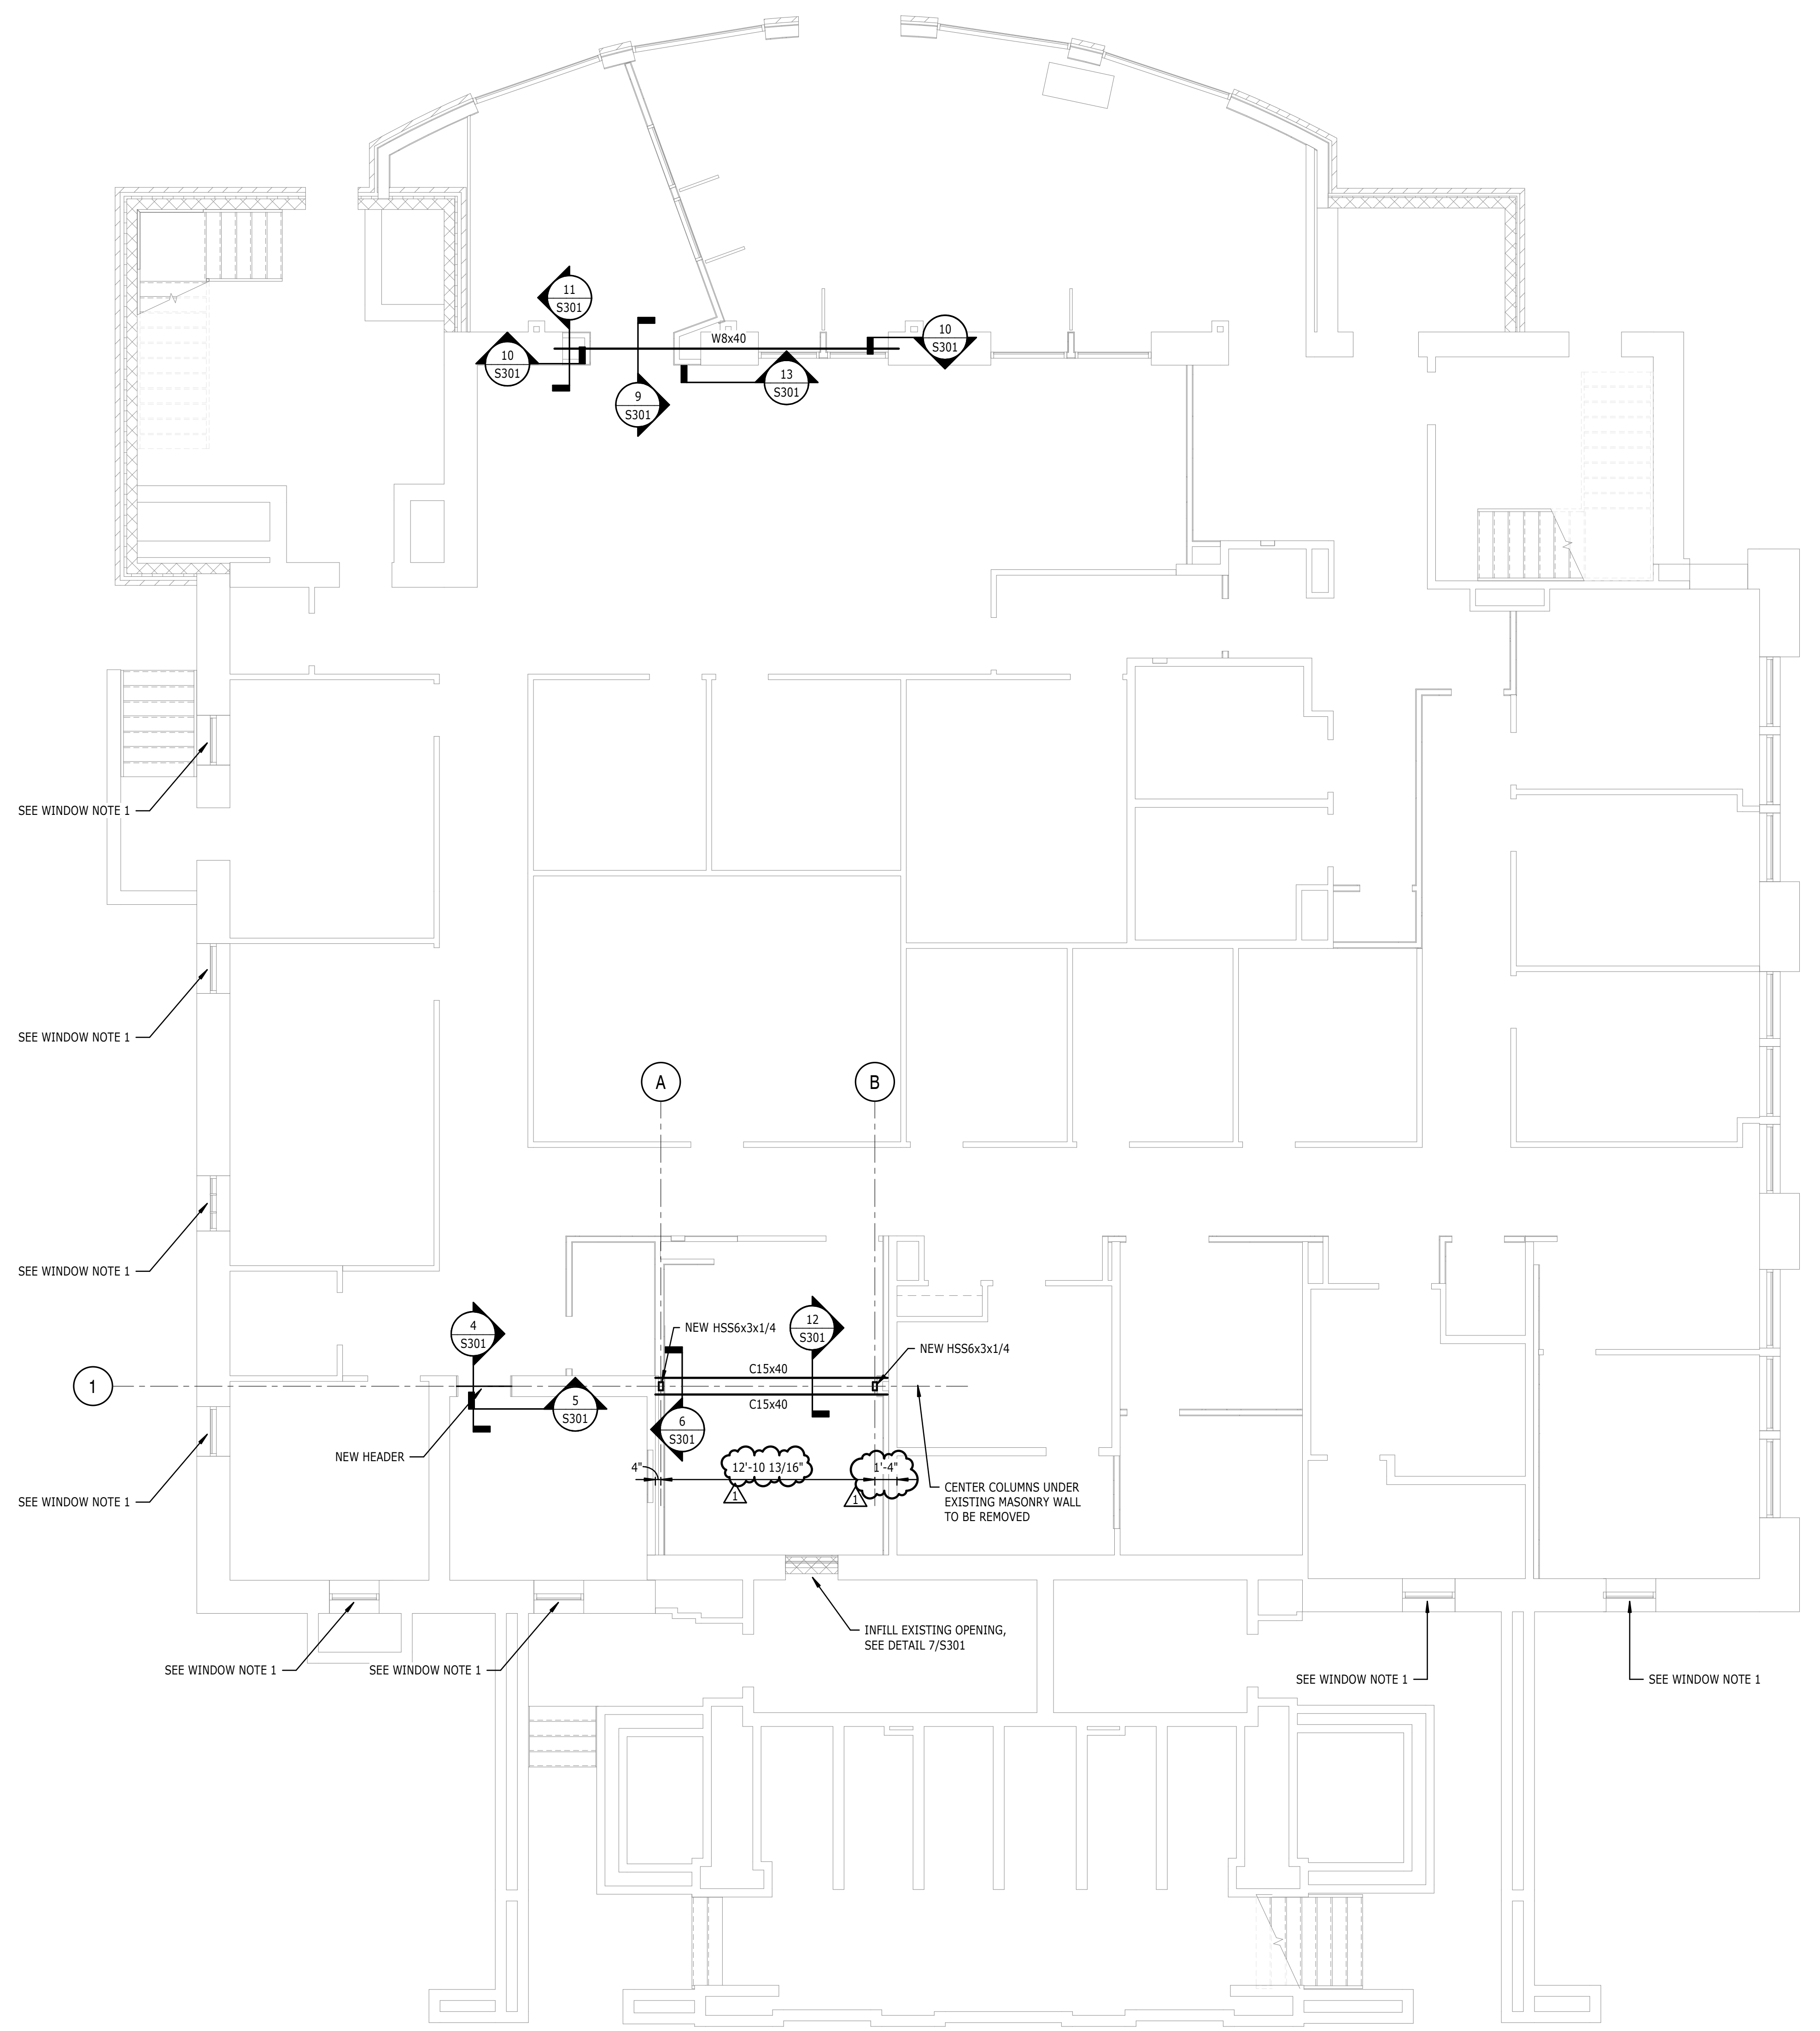 11
S301
10
S301
W8x40
10
S301
13
S301
9
S301
SEE WINDOW NOTE 1
SEE WINDOW NOTE 1
A
B
SEE WINDOW NOTE 1
4
S301
NEW HSS6x3x1/4
12
S301
NEW HSS6x3x1/4
C15x40
1
5
S301
C15x40
6
S301
NEW HEADER
4"
12'-10 13/16"
1'-4"
1
1
CENTER COLUMNS UNDER
EXISTING MASONRY WALL
TO BE REMOVED
SEE WINDOW NOTE 1
INFILL EXISTING OPENING,
SEE DETAIL 7/S301
SEE WINDOW NOTE 1
SEE WINDOW NOTE 1
SEE WINDOW NOTE 1
SEE WINDOW NOTE 1